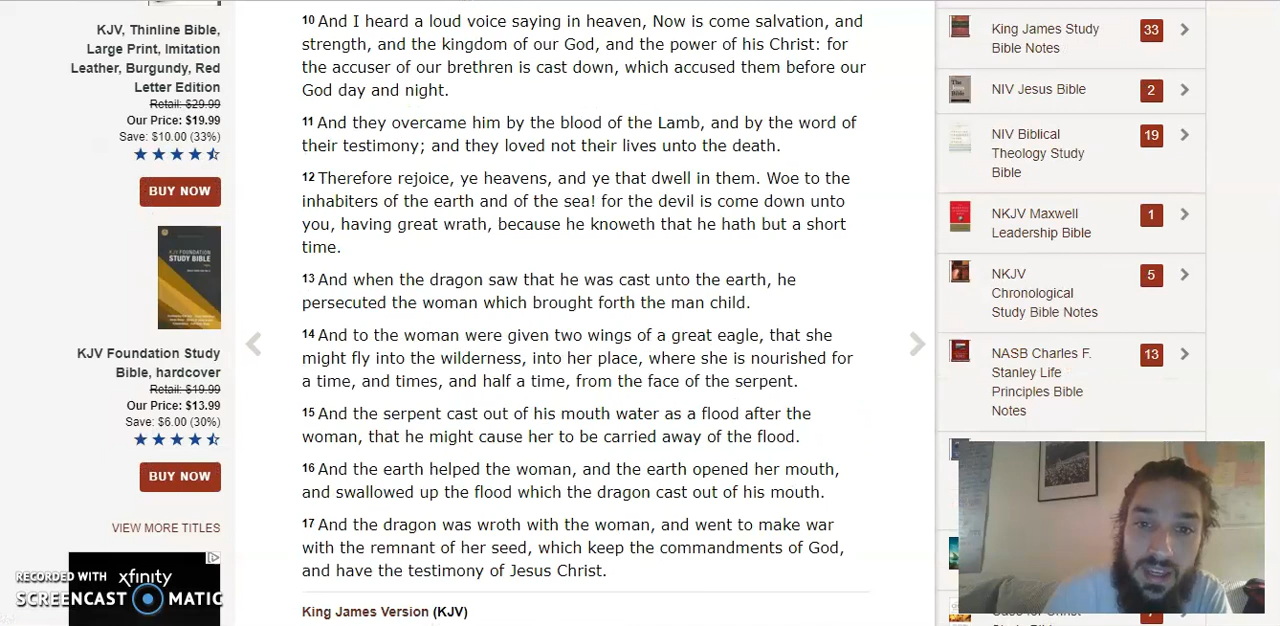 KJV, Thinline Bible,
Large Print, Imitation
Leather, Burgundy, Red
Letter Edition
Retail: $29.99
Our Price: $19.99
Save: $10.00 (33%)
BUY NOW
KJV FOUNDATION
STUDY BIBLE
KJV Foundation Study
Bible, hardcover
Retail: $19.99
Our Price: $13.99
Save: $6.00 (30%)
BUY NOW
VIEW MORE TITLES
xfinity
RECORDED WITH
SCREENCAST MATIC
10 And I heard a loud voice saying in heaven, Now is come salvation, and
strength, and the kingdom of our God, and the power of his Christ: for
the accuser of our brethren is cast down, which accused them before our
God day and night.
11 And they overcame him by the blood of the Lamb, and by the word of
their testimony; and they loved not their lives unto the death.
12 Therefore rejoice, ye heavens, and ye that dwell in them. Woe to the
inhabiters of the earth and of the sea! for the devil is come down unto
you, having great wrath, because he knoweth that he hath but a short
time.
13 And when the dragon saw that he was cast unto the earth, he
persecuted the woman which brought forth the man child.
14 And to the woman were given two wings of a great eagle, that she
might fly into the wilderness, into her place, where she is nourished for
a time, and times, and half a time, from the face of the serpent.
15 And the serpent cast out of his mouth water as a flood after the
woman, that he might cause her to be carried away of the flood.
16 And the earth helped the woman, and the earth opened her mouth,
and swallowed up the flood which the dragon cast out of his mouth.
17 And the dragon was wroth with the woman, and went to make war
with the remnant of her seed, which keep the commandments of God,
and have the testimony of Jesus Christ.
King James Version (KJV)
King James Study
Bible Notes
33
NIV Jesus Bible
2
NIV Biblical
Theology Study
Bible
19
NKJV Maxwell
Leadership Bible
1
NKJV
Chronological
Study Bible Notes
5
NASB Charles F.
Stanley Life
Principles Bible
Notes
13